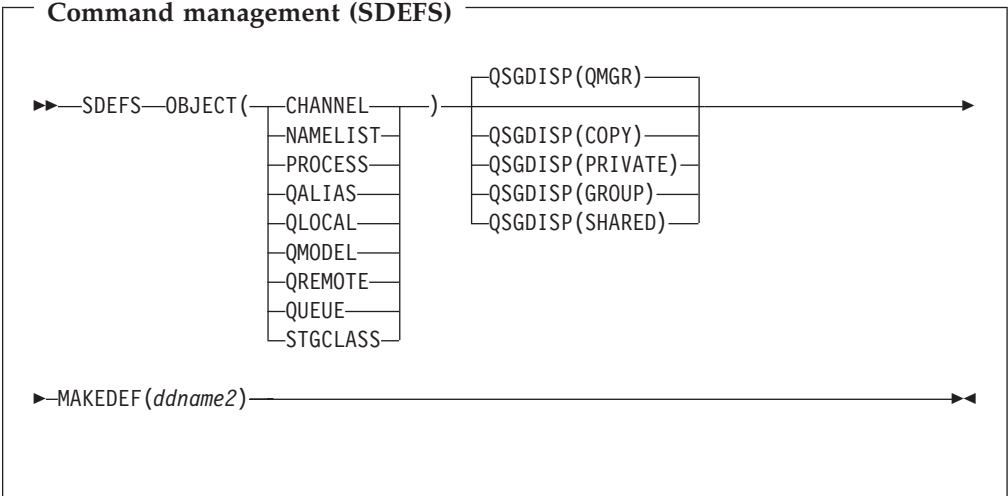 Command management (SDEFS)
QSGDISP(QMGR)
SDEFS OBJECT( CHANNEL )
NAMELIST QSGDISP(COPY)
PROCESS QSGDISP(PRIVATE)
QALIAS QSGDISP(GROUP)
QLOCAL QSGDISP(SHARED)
QMODEL
QREMOTE
QUEUE
STGCLASS
MAKEDEF(ddname2)